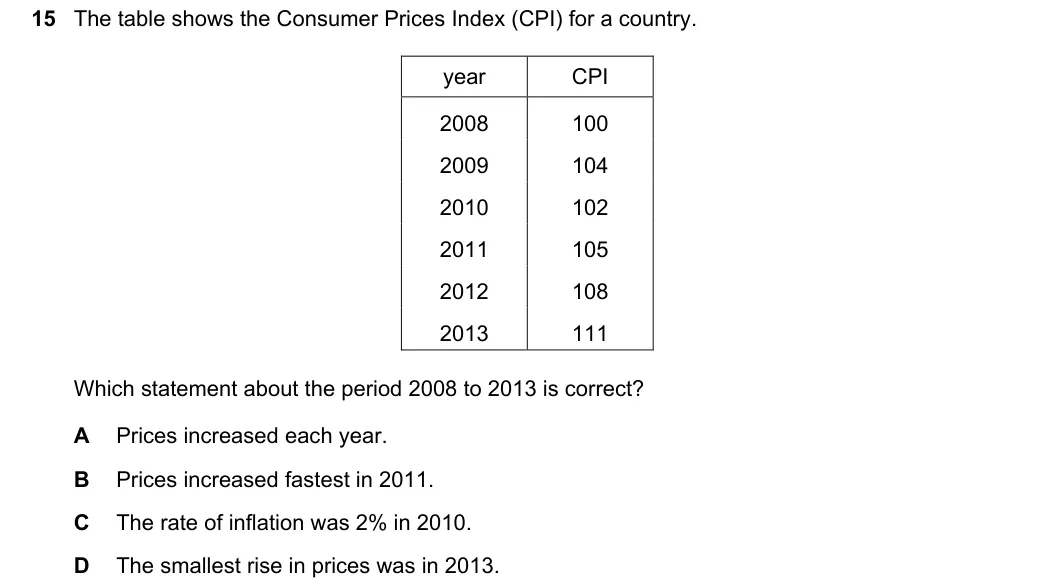 15 The table shows the Consumer Prices Index (CPI) for a country.
year CPI
2008 100
2009 104
2010 102
2011 105
2012 108
2013 111
Which statement about the period 2008 to 2013 is correct?
A Prices increased each year.
B Prices increased fastest in 2011.
C The rate of inflation was 2% in 2010.
D The smallest rise in prices was in 2013.